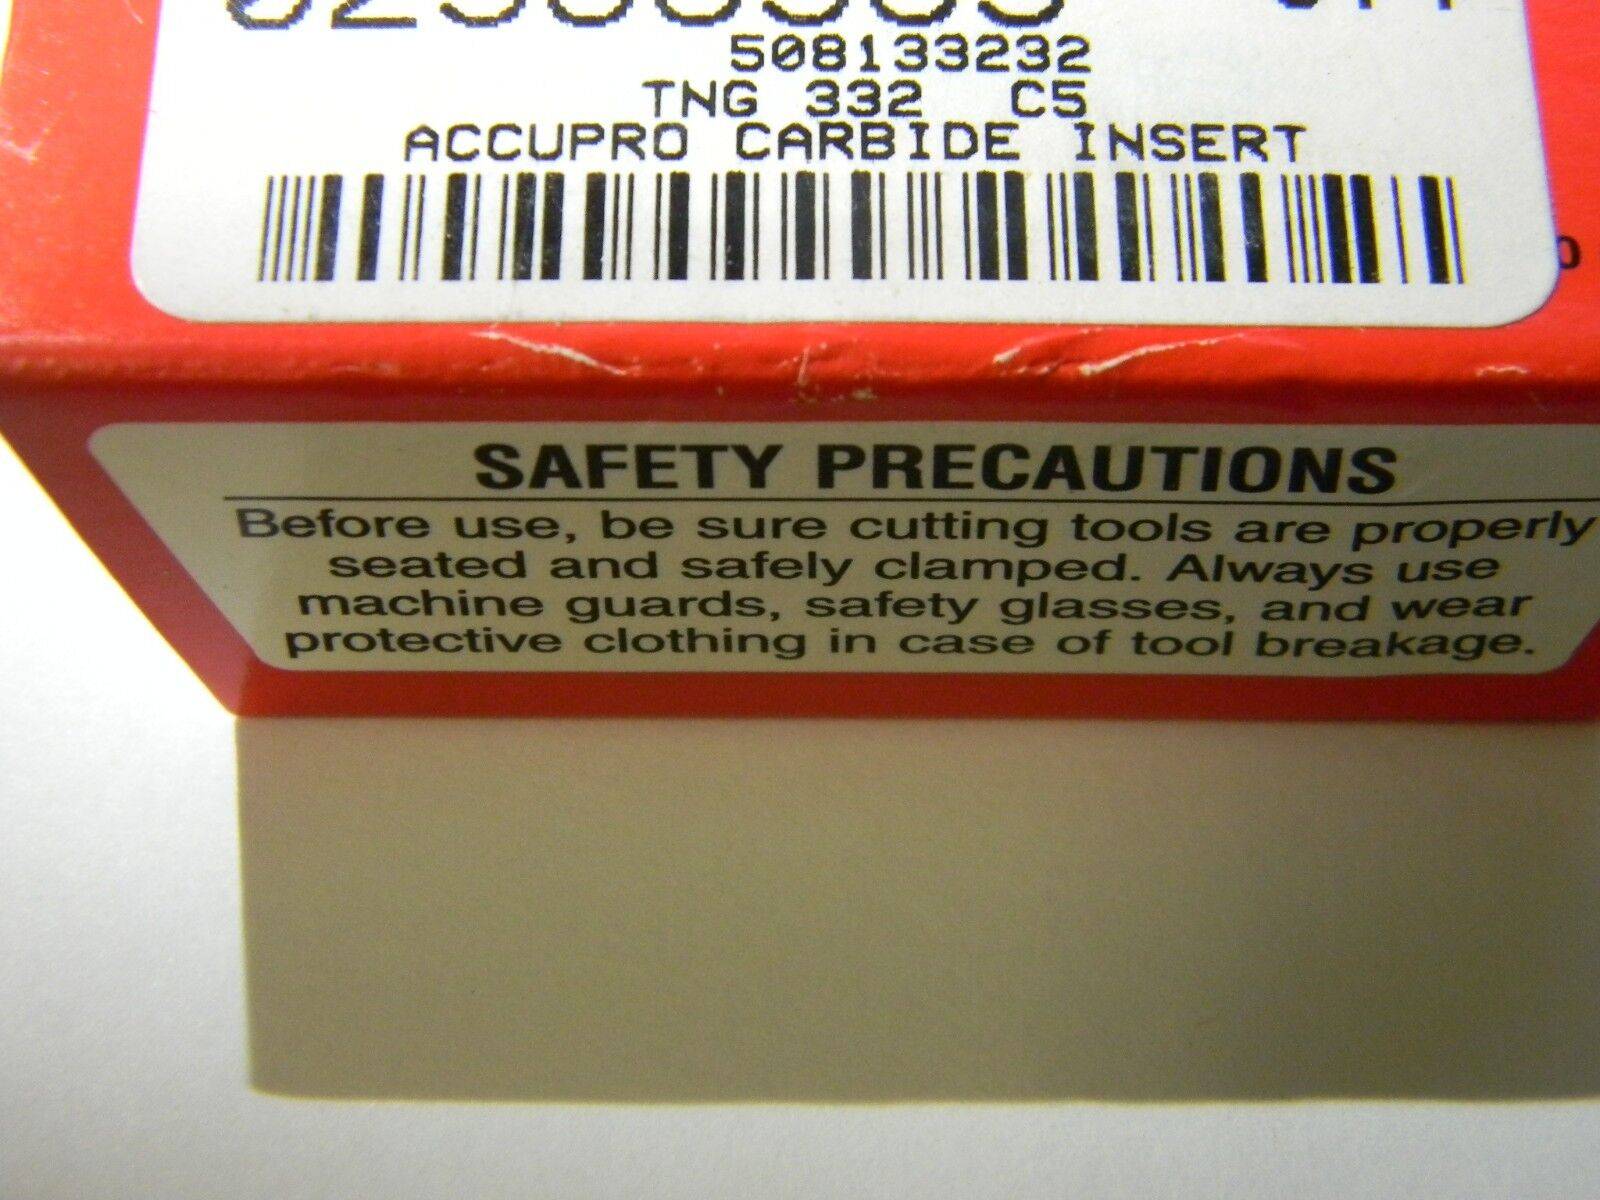 508133232
TNG 332 C5
ACCUPRO CARBIDE INSERT
SAFETY PRECAUTIONS
Before use, be sure cutting tools are properly
seated and safely clamped. Always use
machine guards, safety glasses, and wear
protective clothing in case of tool breakage.